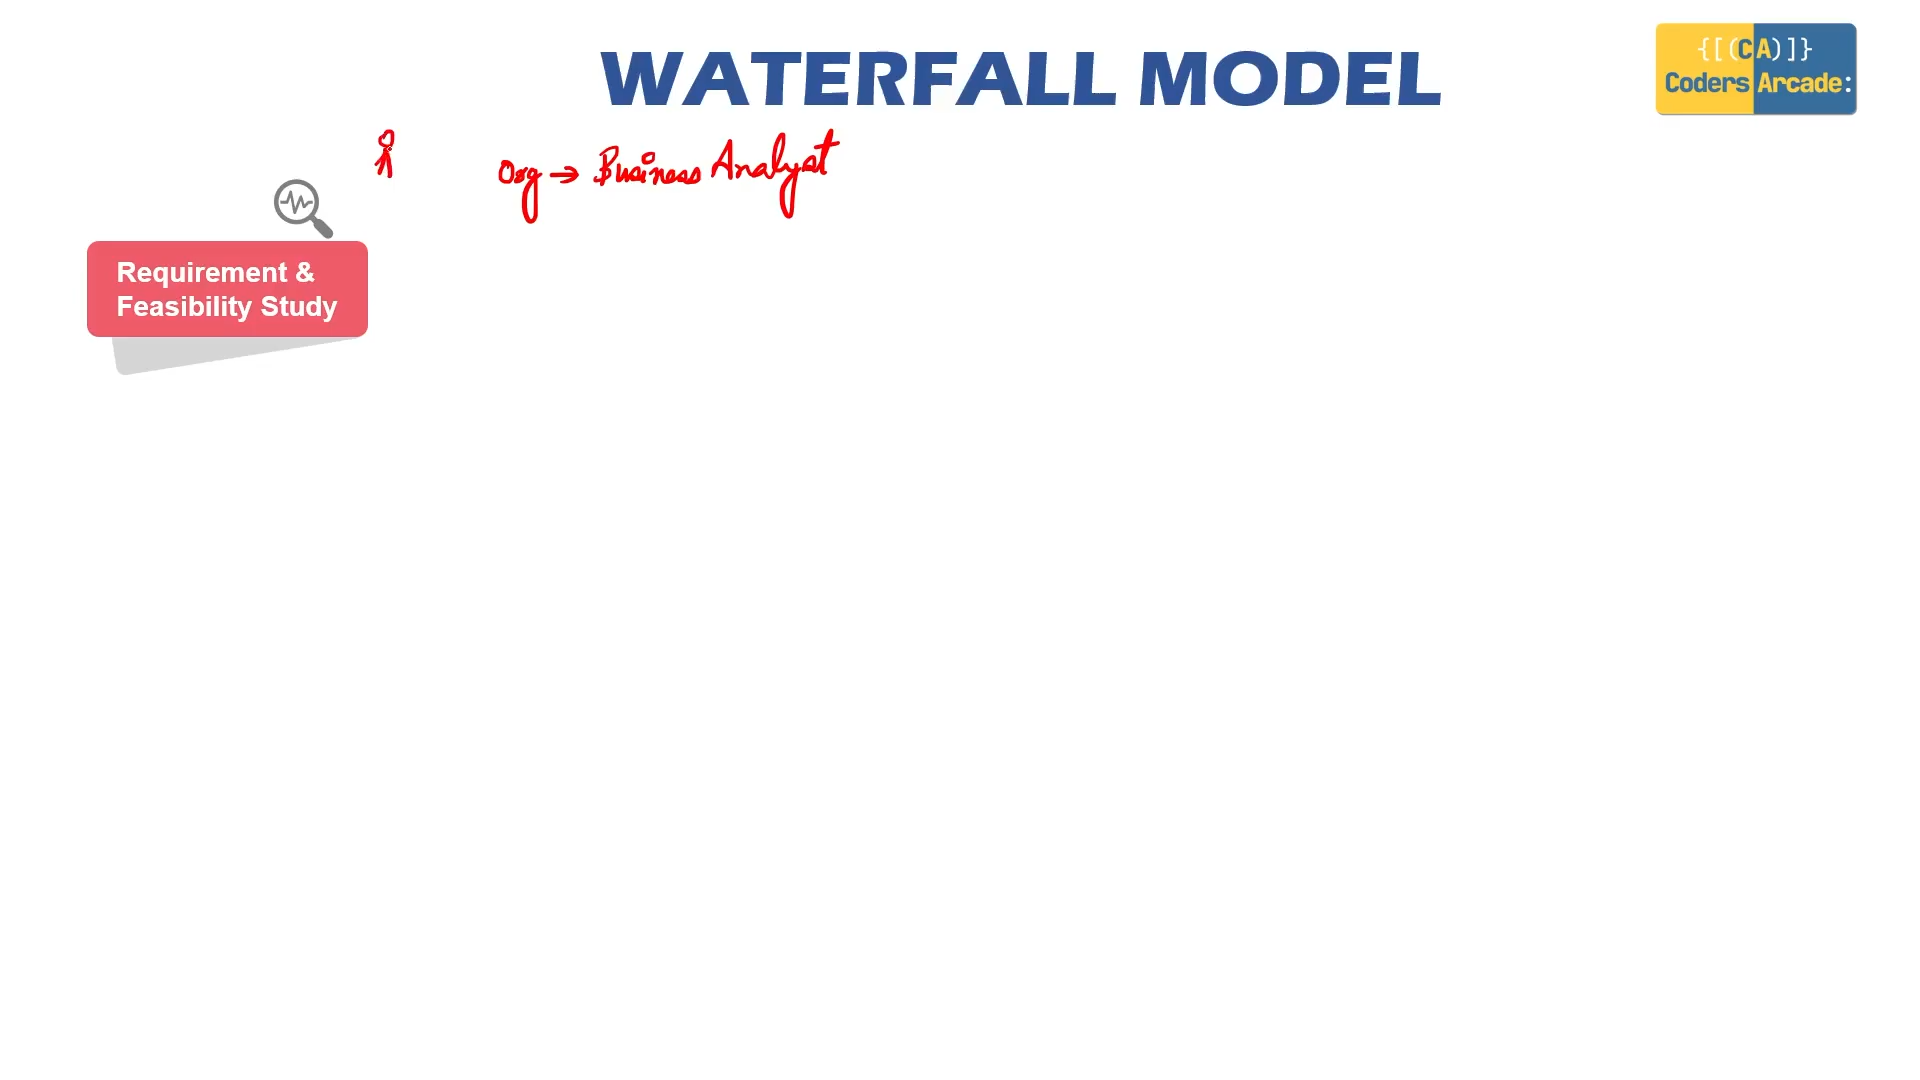 WATERFALL MODEL
{[(CA)]}
Coders Arcade:
Org → Business Analyst
Requirement &
Feasibility Study